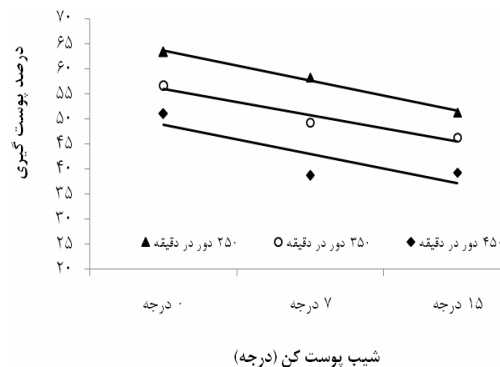 درصد پوست گیری
۷۰
۶۵
۶۰
۵۵
۵۰
۴۵
۴۰
۳۵
۳۰
۲۵
۲۰
۲۵۰ دور در دقیقه ۳۵۰ دور در دقیقه ۴۵۰ دور در دقیقه
۰ درجه ۷ درجه ۱۵ درجه
شیب پوست کن (درجه)